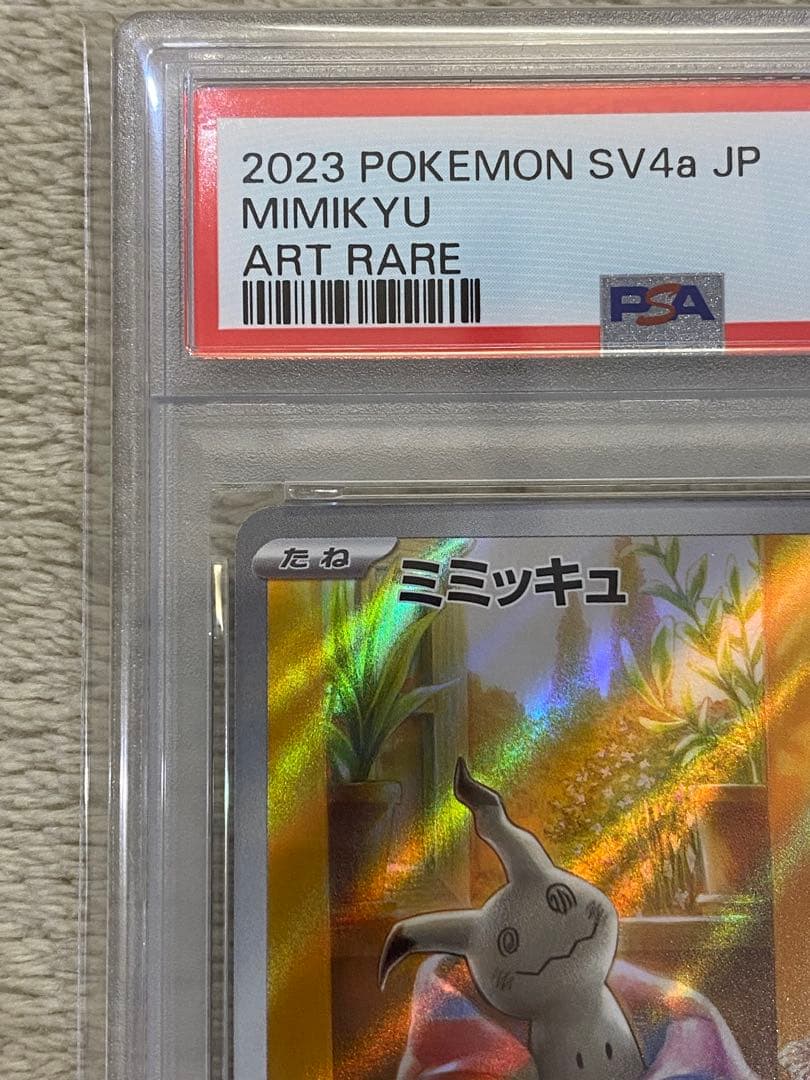 2023 POKEMON SV4a JP
MIMIKYU
ART RARE
PSA
たね
ミミッキュ